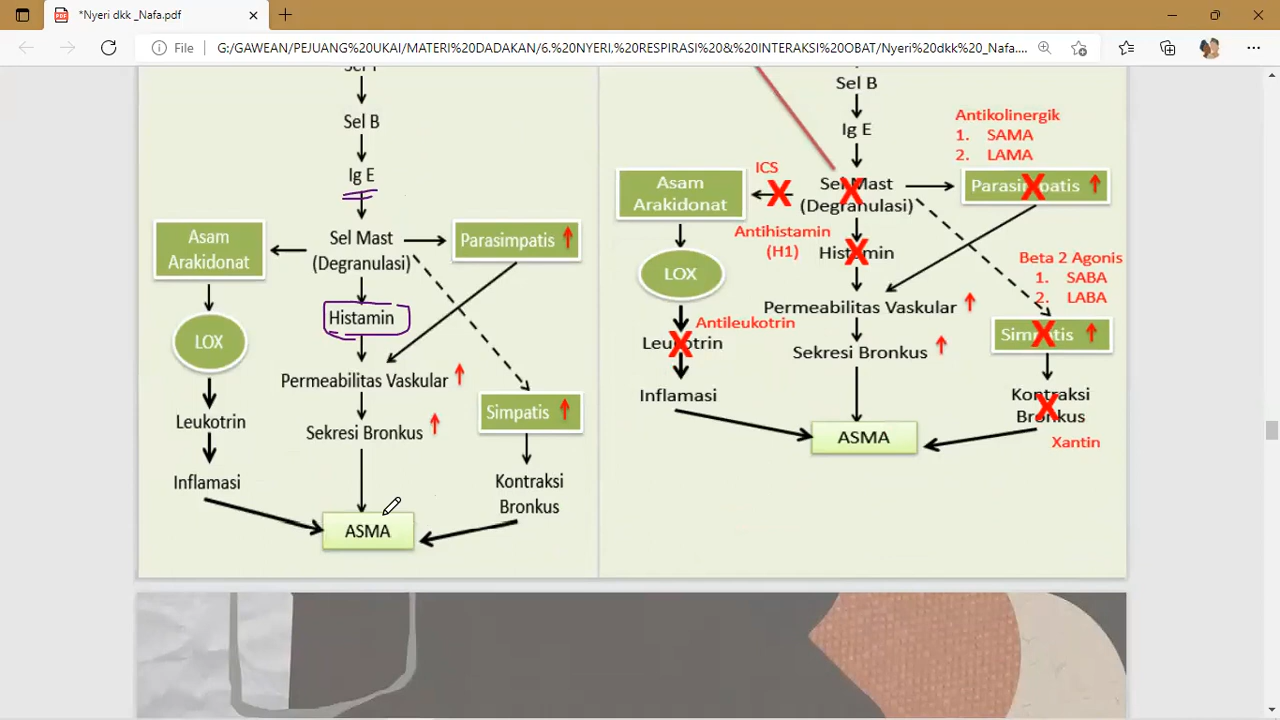 *Nyeri dkk _Nafa.pdf
File
G:/GAWEAN/PEJUANG%20UKAI/MATERI%20DADAKAN/6.%20NYERI,%20RESPIRASI%20&%20INTERAKSI%20OBAT/Nyeri%20dkk_Nafa....
Sel B
Ig E
Asam
Arakidonat
Sel Mast
(Degranulasi)
Parasimpatis
LOX
Histamin
Permeabilitas Vaskular
Simpatis
Leukotrin
Sekresi Bronkus
Inflamasi
Kontraksi
Bronkus
ASMA
Sel B
Ig E
Antikolinergik
1. SAMA
2. LAMA
ICS
Asam
Arakidonat
Sel Mast
(Degranulasi)
Parasimpatis
Antihistamin
(H1)
Histamin
Beta 2 Agonis
1. SABA
2. LABA
LOX
Permeabilitas Vaskular
Antileukotrin
Leukotrin
Simpatis
Sekresi Bronkus
Inflamasi
Kontraksi
Bronkus
ASMA
Xantin